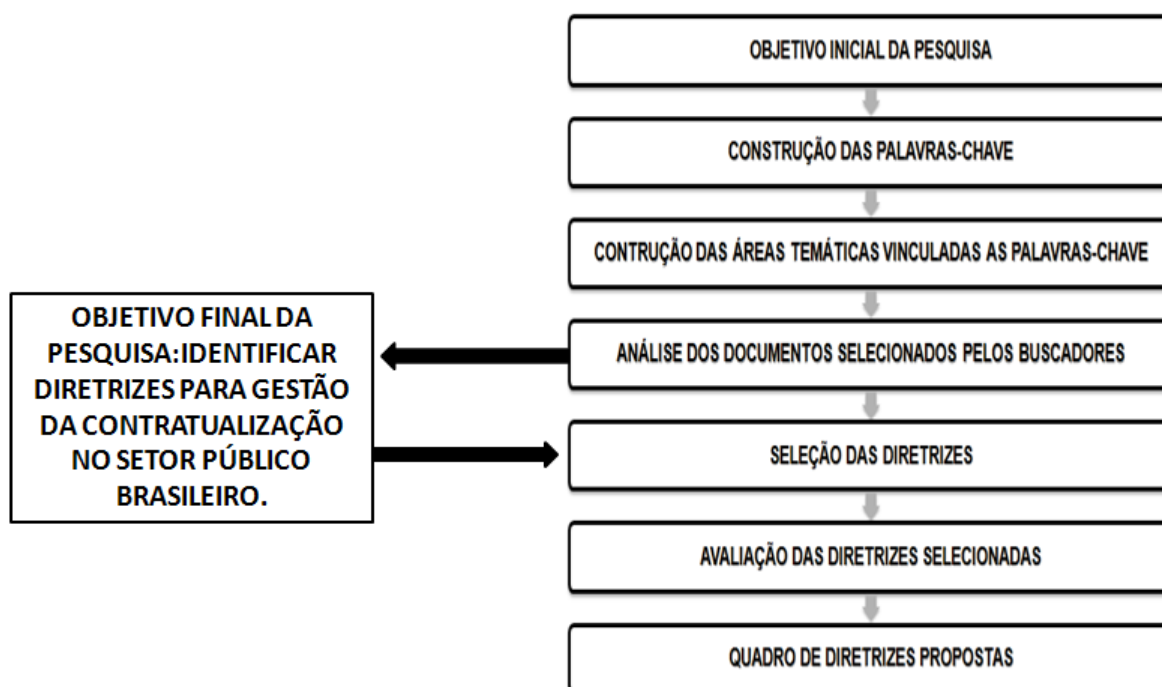 OBJETIVO INICIAL DA PESQUISA
CONSTRUÇÃO DAS PALAVRAS-CHAVE
CONTRUÇÃO DAS ÁREAS TEMÁTICAS VINCULADAS AS PALAVRAS-CHAVE
ANÁLISE DOS DOCUMENTOS SELECIONADOS PELOS BUSCADORES
OBJETIVO FINAL DA
PESQUISA:IDENTIFICAR
DIRETRIZES PARA GESTÃO
DA CONTRATUALIZAÇÃO
NO SETOR PÚBLICO
BRASILEIRO.
SELEÇÃO DAS DIRETRIZES
AVALIAÇÃO DAS DIRETRIZES SELECIONADAS
QUADRO DE DIRETRIZES PROPOSTAS